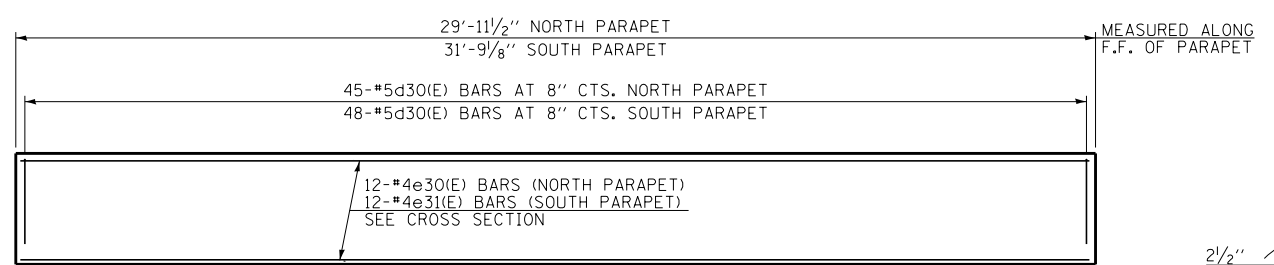 29'-11½" NORTH PARAPET
31'-9⅛" SOUTH PARAPET
MEASURED ALONG
F.F. OF PARAPET
45-#5d30(E) BARS AT 8" CTS. NORTH PARAPET
48-#5d30(E) BARS AT 8" CTS. SOUTH PARAPET
12-#4e30(E) BARS (NORTH PARAPET)
12-#4e31(E) BARS (SOUTH PARAPET)
SEE CROSS SECTION
2½"